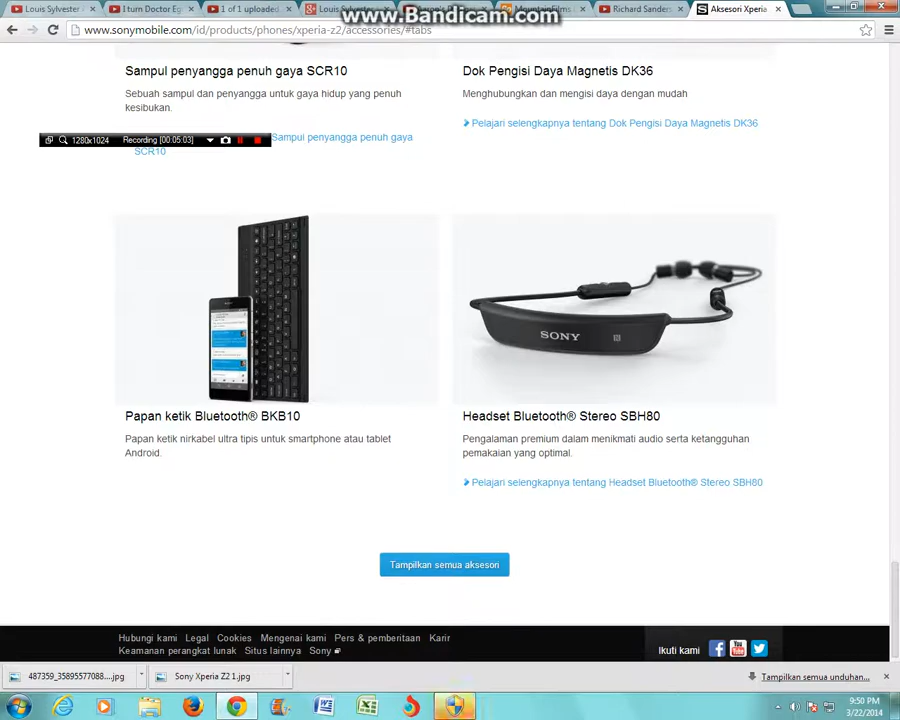 Louis Sylvester
I turn Doctor Eg
1 of 1 uploaded
Louis Sylvester
MountainFilms
Richard Sanders
Aksesori Xperia
www.Bandicam.com
www.sonymobile.com/id/products/phones/xperia-z2/accessories/#tabs
Sampul penyangga penuh gaya SCR10
Dok Pengisi Daya Magnetis DK36
Sebuah sampul dan penyangga untuk gaya hidup yang penuh
kesibukan.
Menghubungkan dan mengisi daya dengan mudah
Pelajari selengkapnya tentang Dok Pengisi Daya Magnetis DK36
1280x1024 Recording [00:05:03]
Sampul penyangga penuh gaya
SCR10
SONY
Papan ketik Bluetooth® BKB10
Headset Bluetooth® Stereo SBH80
Papan ketik nirkabel ultra tipis untuk smartphone atau tablet
Android.
Pengalaman premium dalam menikmati audio serta ketangguhan
pemakaian yang optimal.
Pelajari selengkapnya tentang Headset Bluetooth® Stereo SBH80
Tampilkan semua aksesori
Hubungi kami Legal Cookies Mengenai kami Pers & pemberitaan Karir
Keamanan perangkat lunak Situs lainnya Sony
Ikuti kami
You Tube
487359_35895577088....jpg
Sony Xperia Z2 1.jpg
Tampilkan semua unduhan...
9:50 PM
3/22/2014